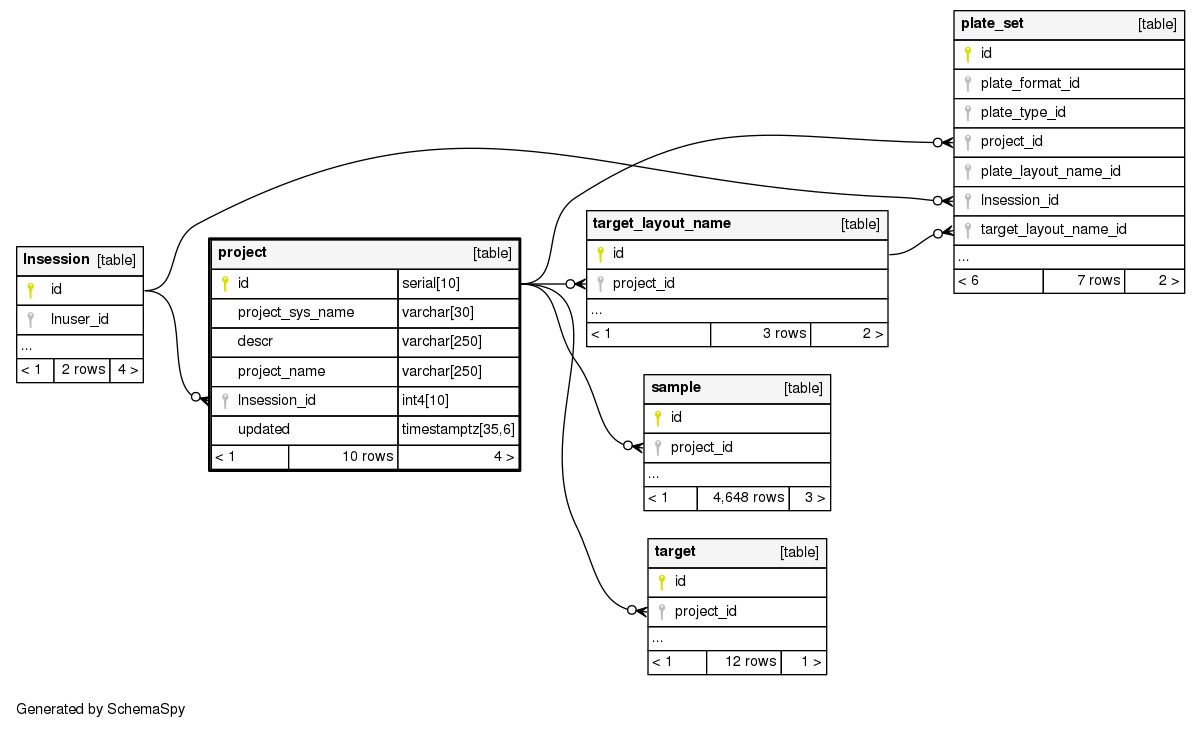 plate_set [table]
id
plate_format_id
plate_type_id
project_id
plate_layout_name_id
lnsession_id
target_layout_name_id
...
< 6 7 rows 2 >
target_layout_name [table]
id
project_id
...
< 1 3 rows 2 >
lnsession [table]
id
lnuser_id
...
< 1 2 rows 4 >
project [table]
id serial[10]
project_sys_name varchar[30]
descr varchar[250]
project_name varchar[250]
lnsession_id int4[10]
updated timestamptz[35,6]
< 1 10 rows 4 >
sample [table]
id
project_id
...
< 1 4,648 rows 3 >
target [table]
id
project_id
...
< 1 12 rows 1 >
Generated by SchemaSpy